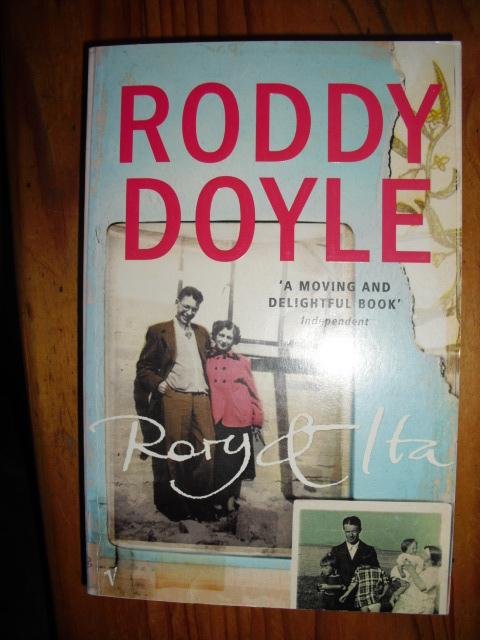 RODDY
DOYLE
'A MOVING AND
DELIGHTFUL BOOK'
Independent
Rory & Ita
V